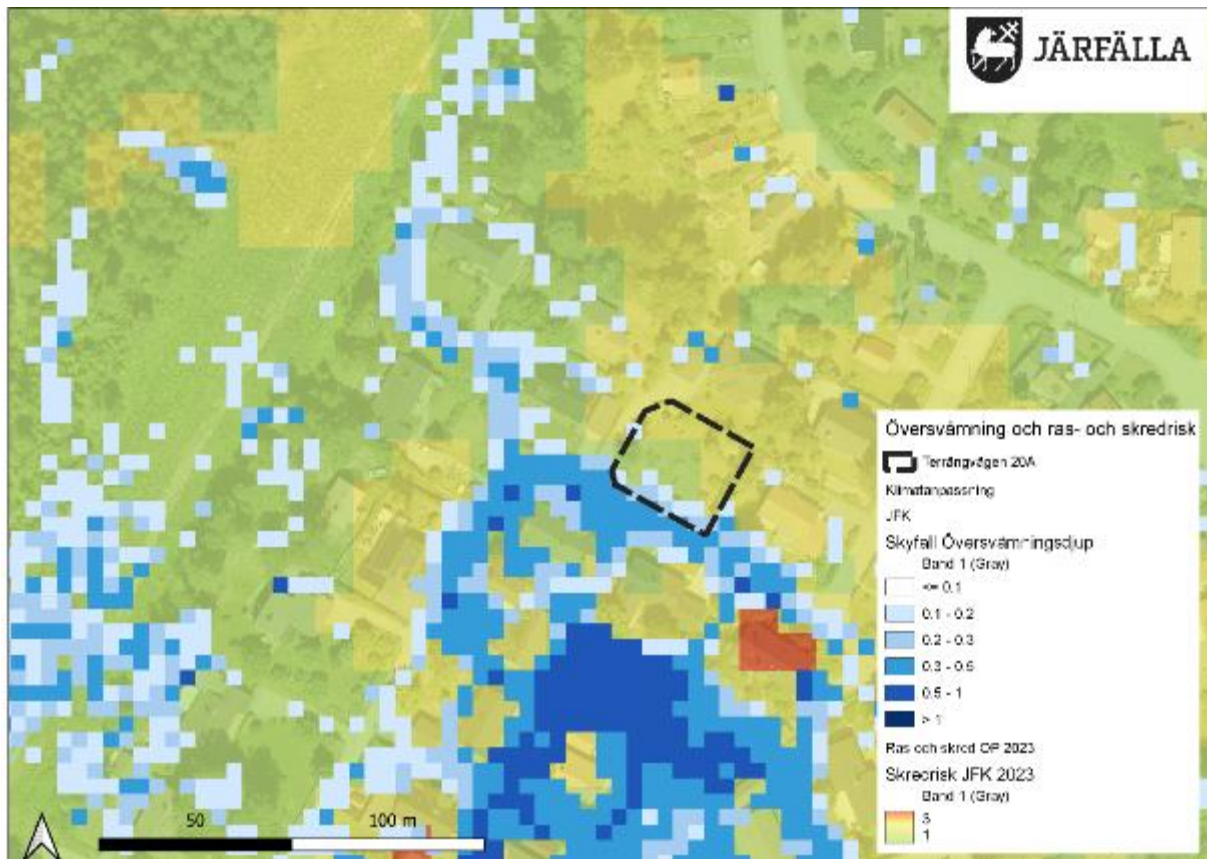 JÄRFÄLLA
Översvämning och ras- och skredrisk
Terrängvägen 20A
Klimatanpassning
JFK
Skyfall Översvämningsdjup
Band 1 (Gray)
<= 0.1
0.1 - 0.2
0.2 - 0.3
0.3 - 0.5
0.5 - 1
> 1
Ras och skred ÖP 2023
Skredrisk JFK 2023
Band 1 (Gray)
3
1
50
100 m